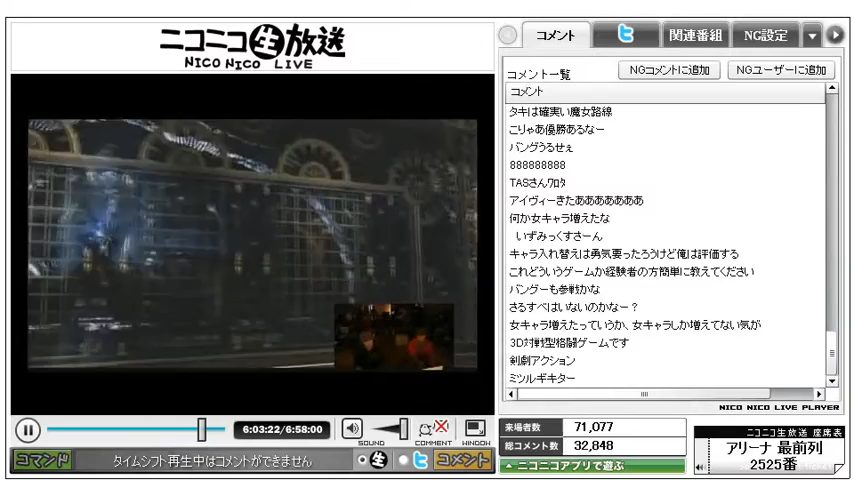 ニコニコ生放送
NICO NICO LIVE
コメント
関連番組
NG設定
コメント一覧
NGコメントに追加
NGユーザーに追加
コメント
タキは確実い魔女路線
こりゃあ優勝あるなー
バングうるせぇ
888888888
TASさんワロタ
アイヴィーきたあああああああ
何か女キャラ増えたな
いずみっくすさーん
キャラ入れ替えは勇気要ったろうけど俺は評価する
これどういうゲームか経験者の方簡単に教えてください
バングーも参戦かな
さるすべはいないのかなー?
女キャラ増えたっていうか、女キャラしか増えてない気が
3D対戦型格闘ゲームです
剣劇アクション
ミツルギキター
NICO NICO LIVE PLAYER
6:03:22/6:58:00
SOUND
COMMENT
WINDOW
コマンド
タイムシフト再生中はコメントができません
生
コメント
来場者数
71,077
総コメント数
32,848
ニコニコアプリで遊ぶ
ニコニコ生放送 座席表
アリーナ 最前列
2525番